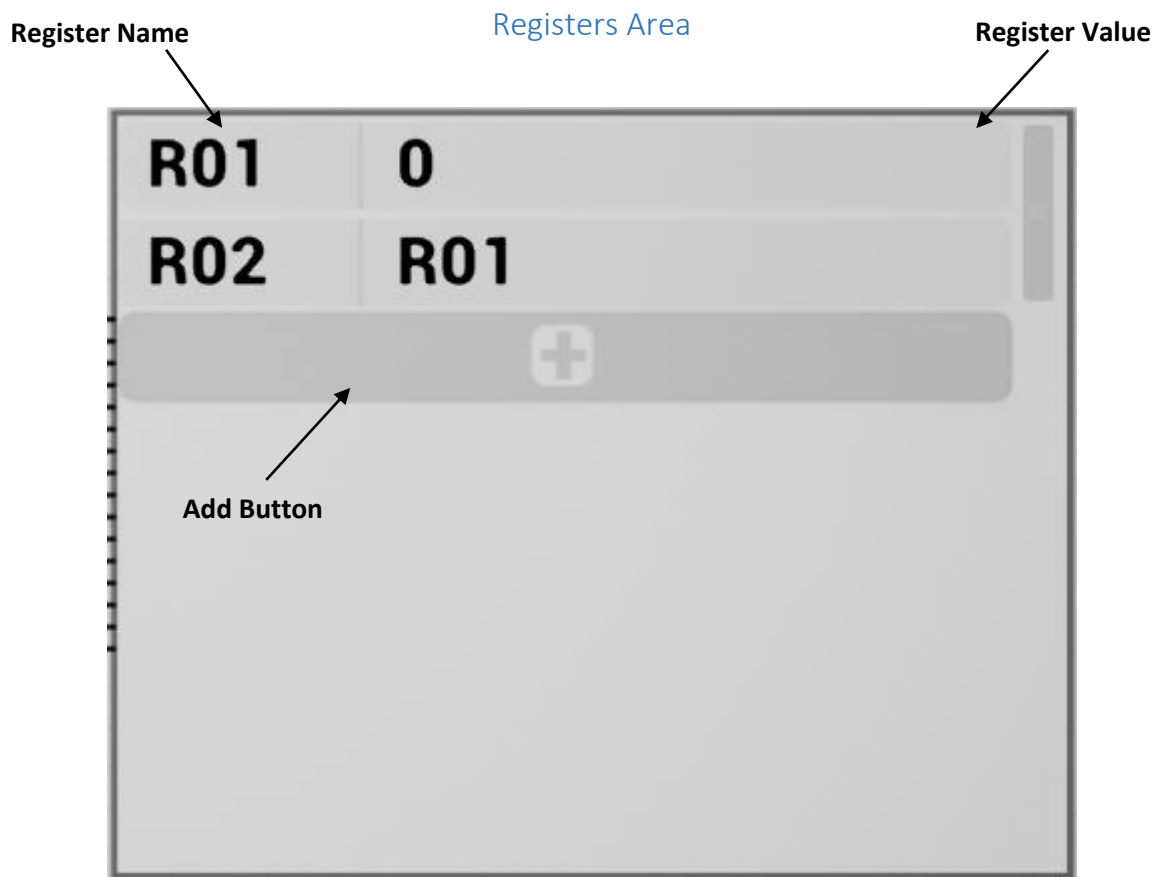 Registers Area
Register Name
Register Value
R01 0
R02 R01
Add Button